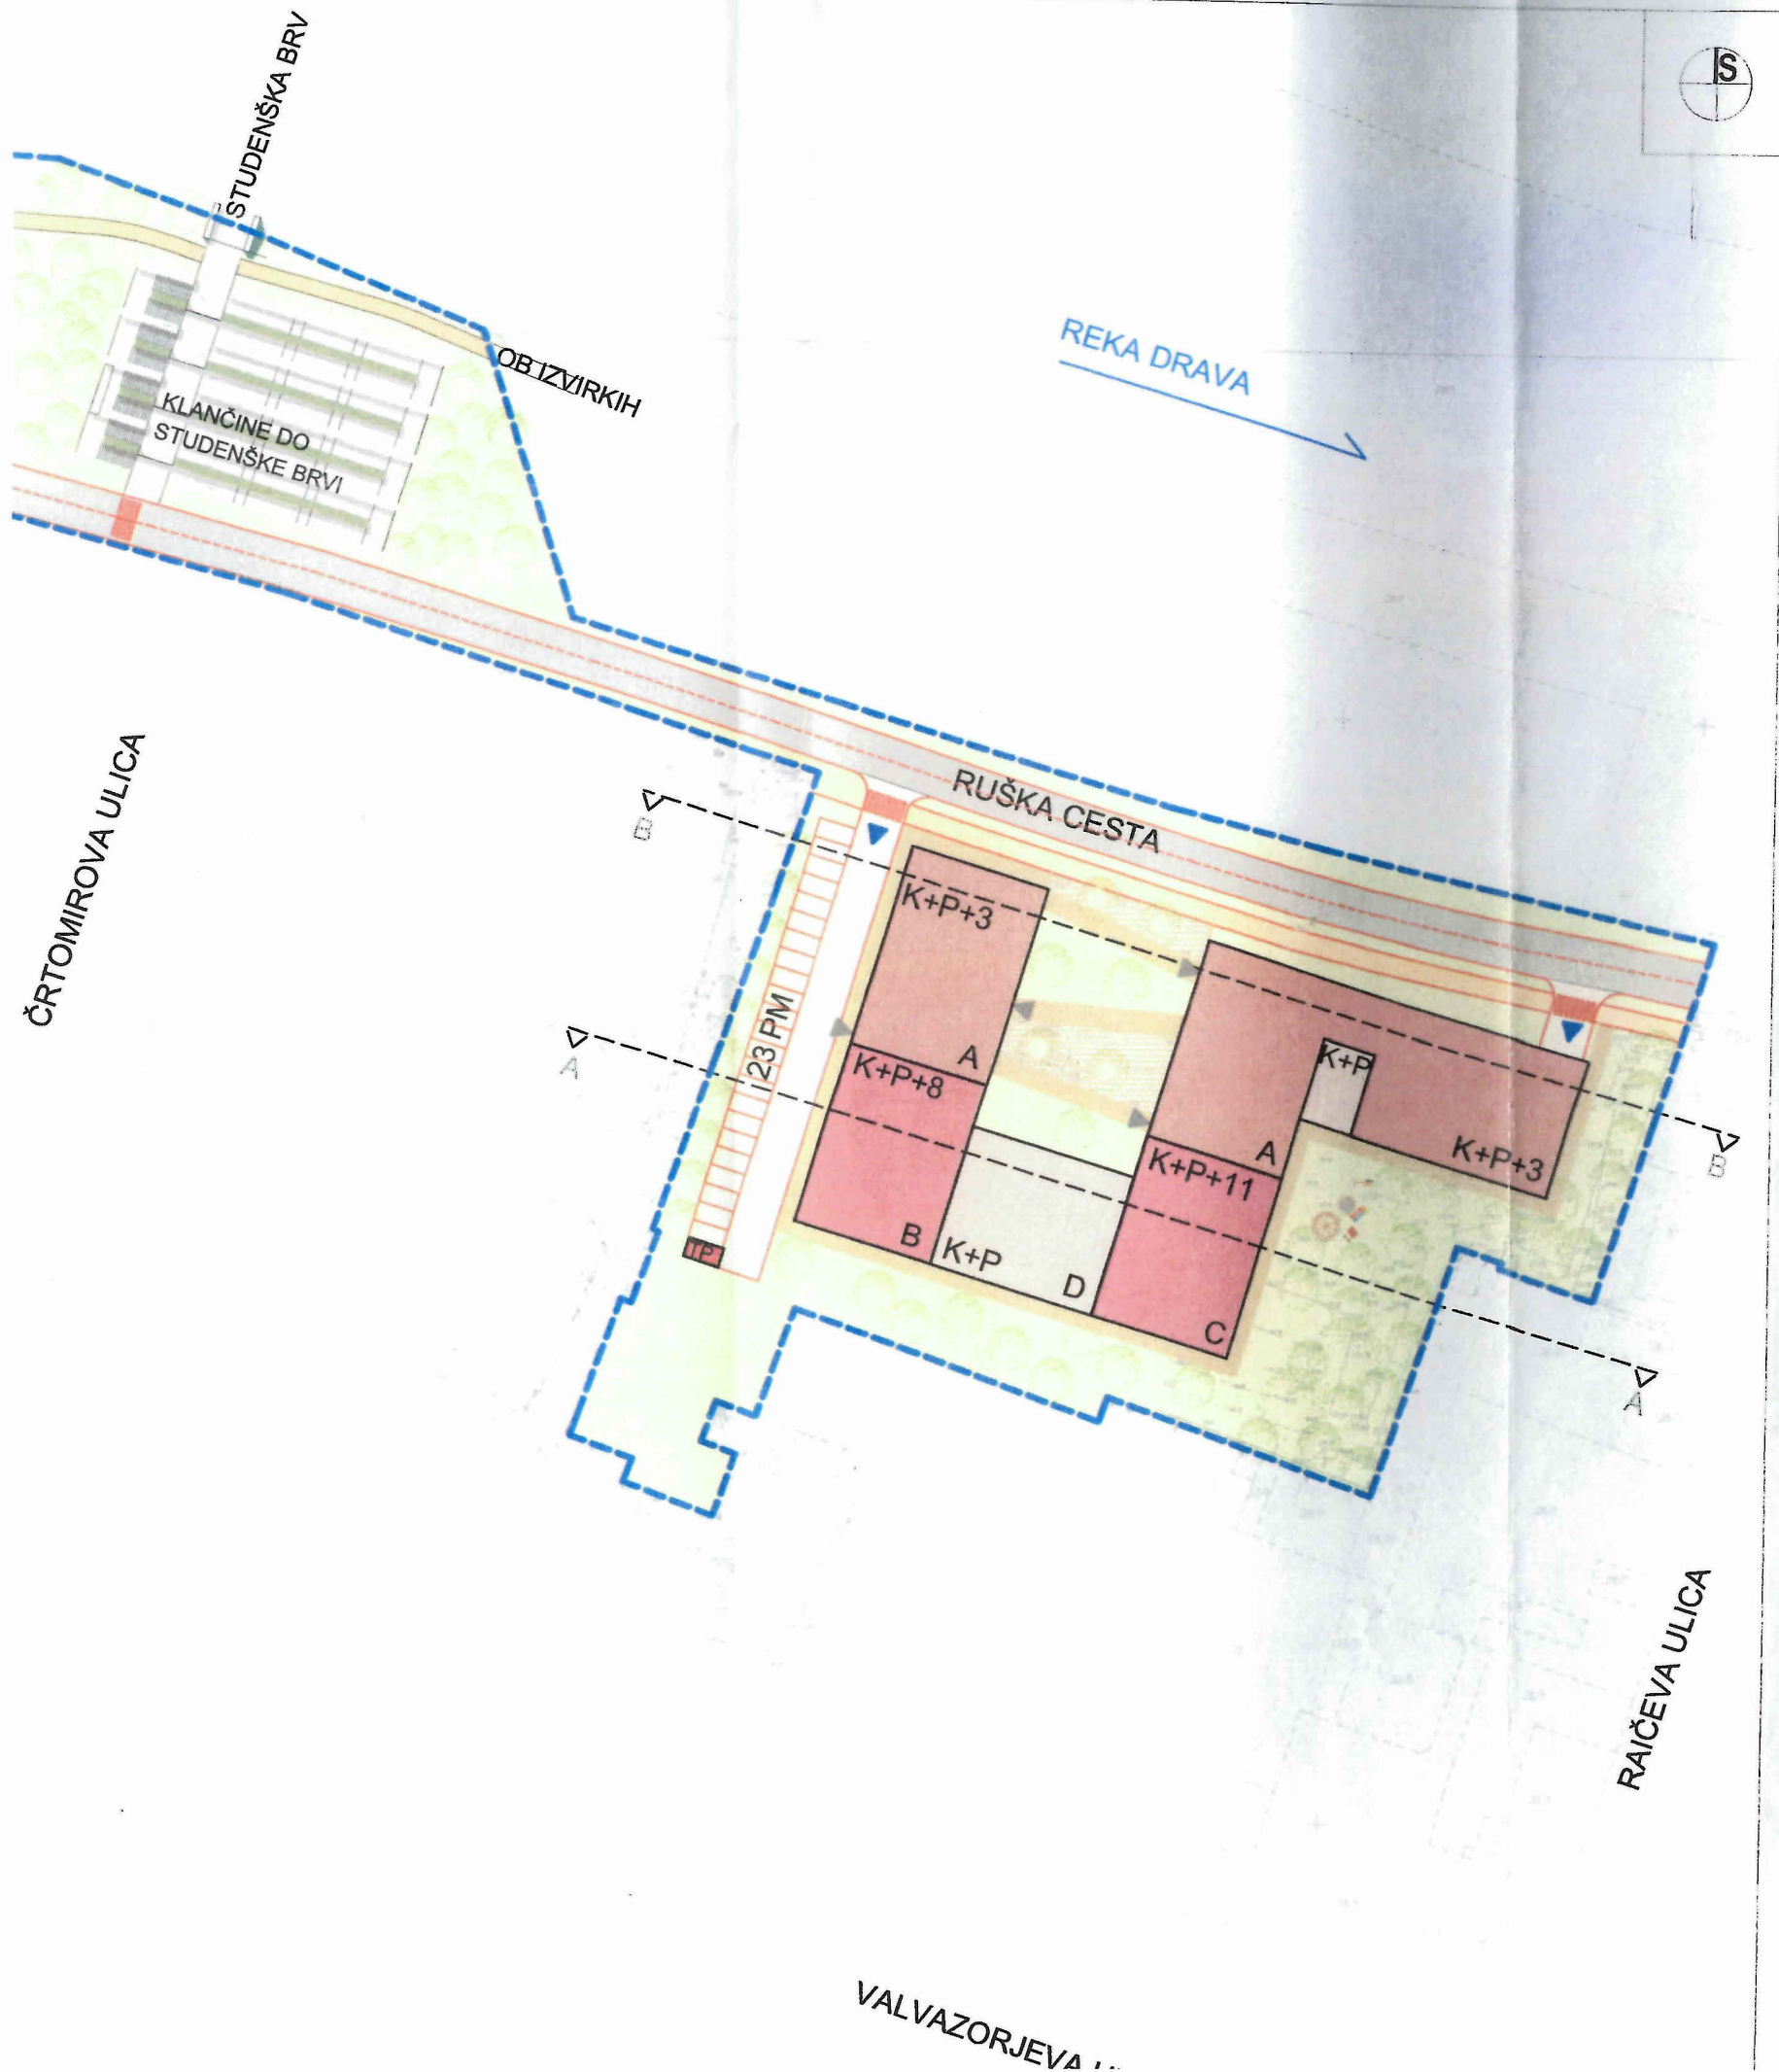 S
STUDENŠKA BRV
OB IZVIRKIH
REKA DRAVA
KLANČINE DO
STUDENŠKE BRVI
ČRTOMIROVA ULICA
RUŠKA CESTA
B
K+P+3
A
23 PM
A
K+P+8
K+P
A
K+P+3
B
K+P+11
B
K+P
D
TP
C
A
RAIČEVA ULICA
VALVAZORJEVA